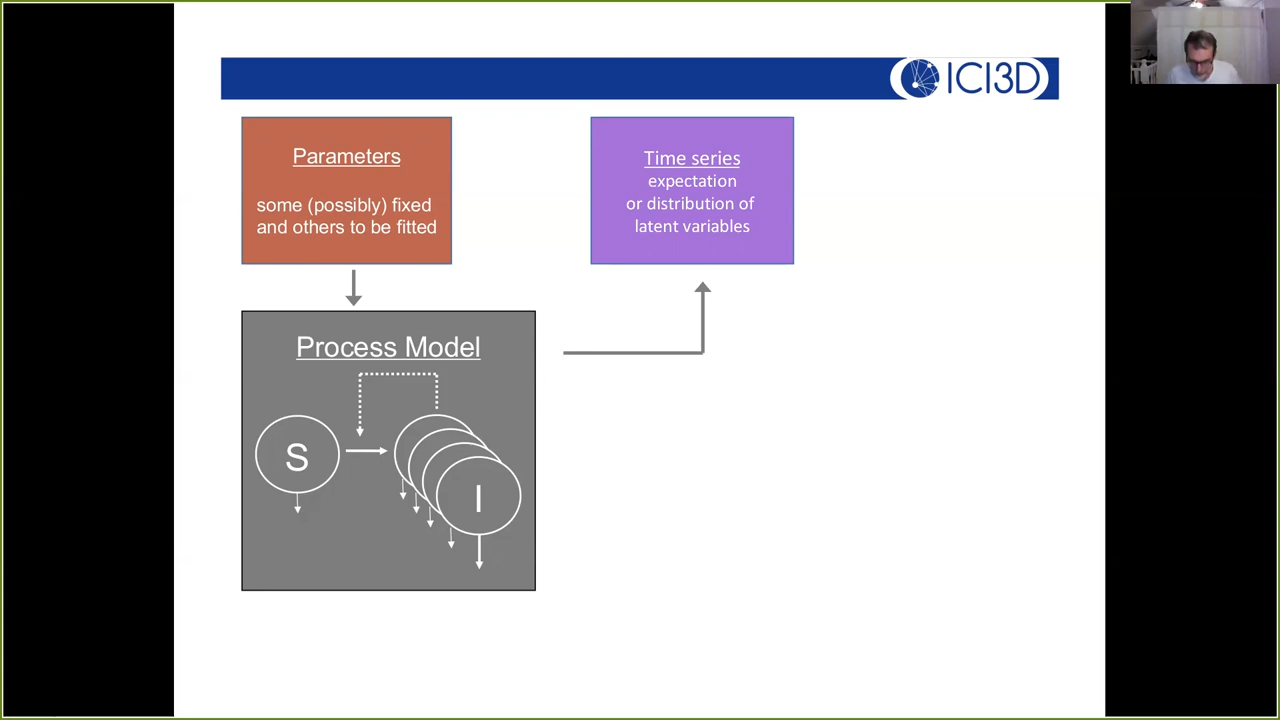 ICI3D
Parameters
some (possibly) fixed
and others to be fitted
Time series
expectation
or distribution of
latent variables
Process Model
S
I